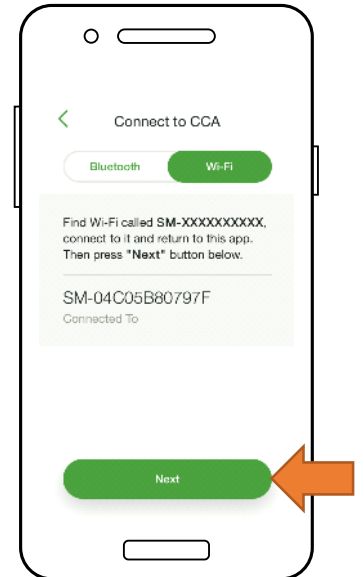 Connect to CCA
Bluetooth Wi-Fi
Find Wi-Fi called SM-XXXXXXXXXX,
connect to it and return to this app.
Then press "Next" button below.
SM-04C05B80797F
Connected To
Next